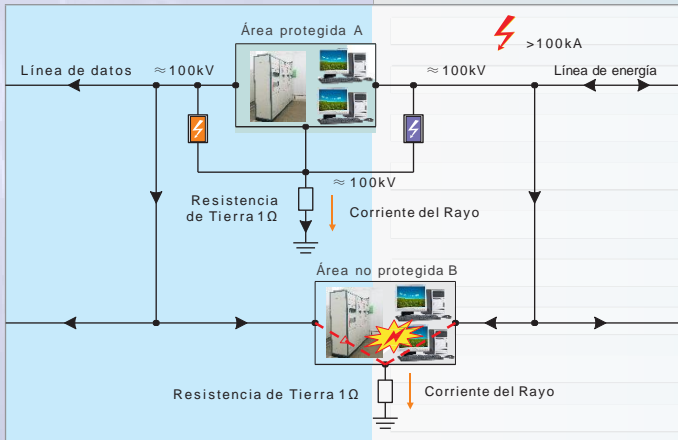 Área protegida A
>100kA
Línea de datos
≈100kV
≈100kV
Línea de energía
≈100kV
Resistencia
de Tierra 1Ω
Corriente del Rayo
Área no protegida B
Resistencia de Tierra 1Ω
Corriente del Rayo